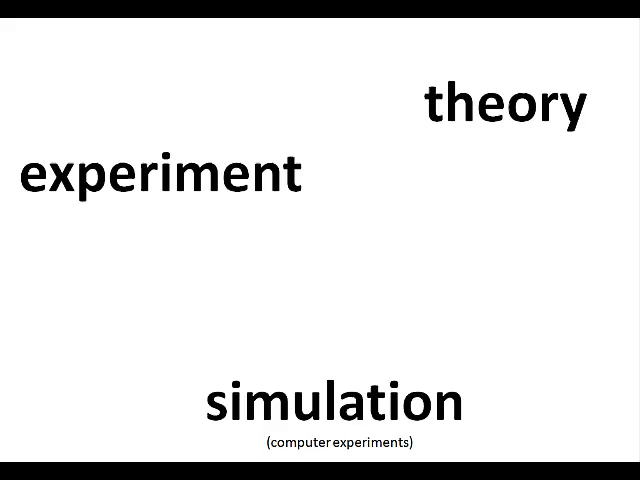 theory
experiment
simulation
(computer experiments)